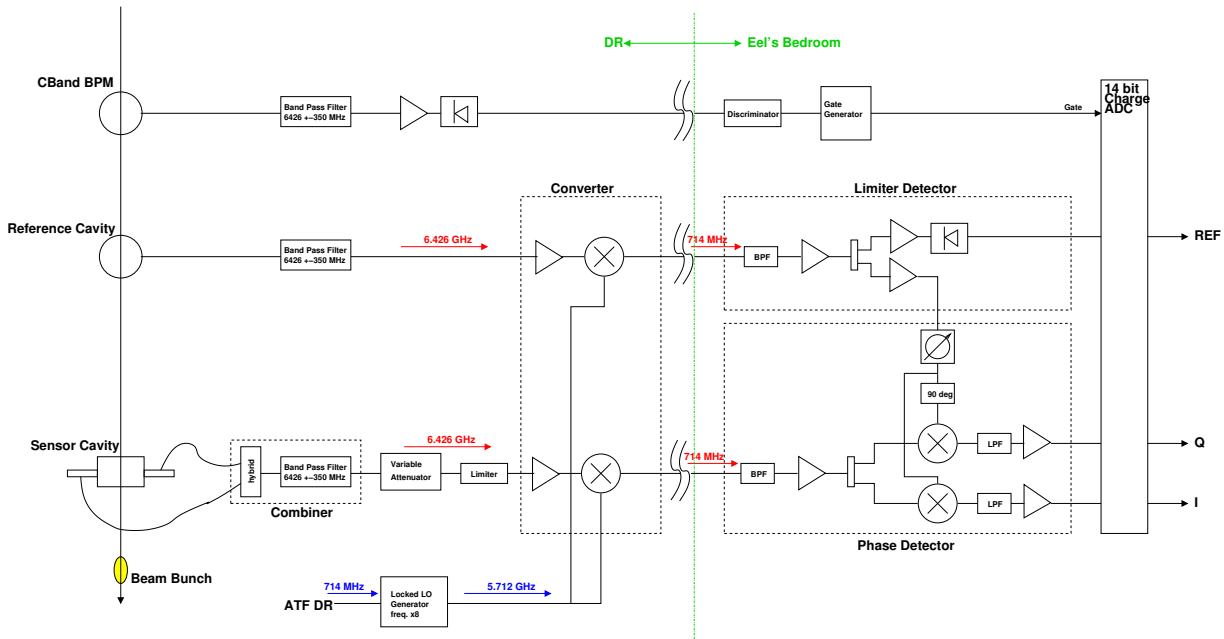 DR
Eel's Bedroom
CBand BPM
Band Pass Filter
6426 +−350 MHz
Discriminator
Gate
Generator
Gate
14 bit
Charge
ADC
Converter
Limiter Detector
Reference Cavity
Band Pass Filter
6426 +−350 MHz
6.426 GHz
714 MHz
BPF
REF
90 deg
Sensor Cavity
hybrid
Band Pass Filter
6426 +−350 MHz
Combiner
6.426 GHz
Variable
Attenuator
Limiter
714 MHz
BPF
LPF
Q
LPF
I
Phase Detector
Beam Bunch
714 MHz
ATF DR
Locked LO
Generator
freq. x8
5.712 GHz